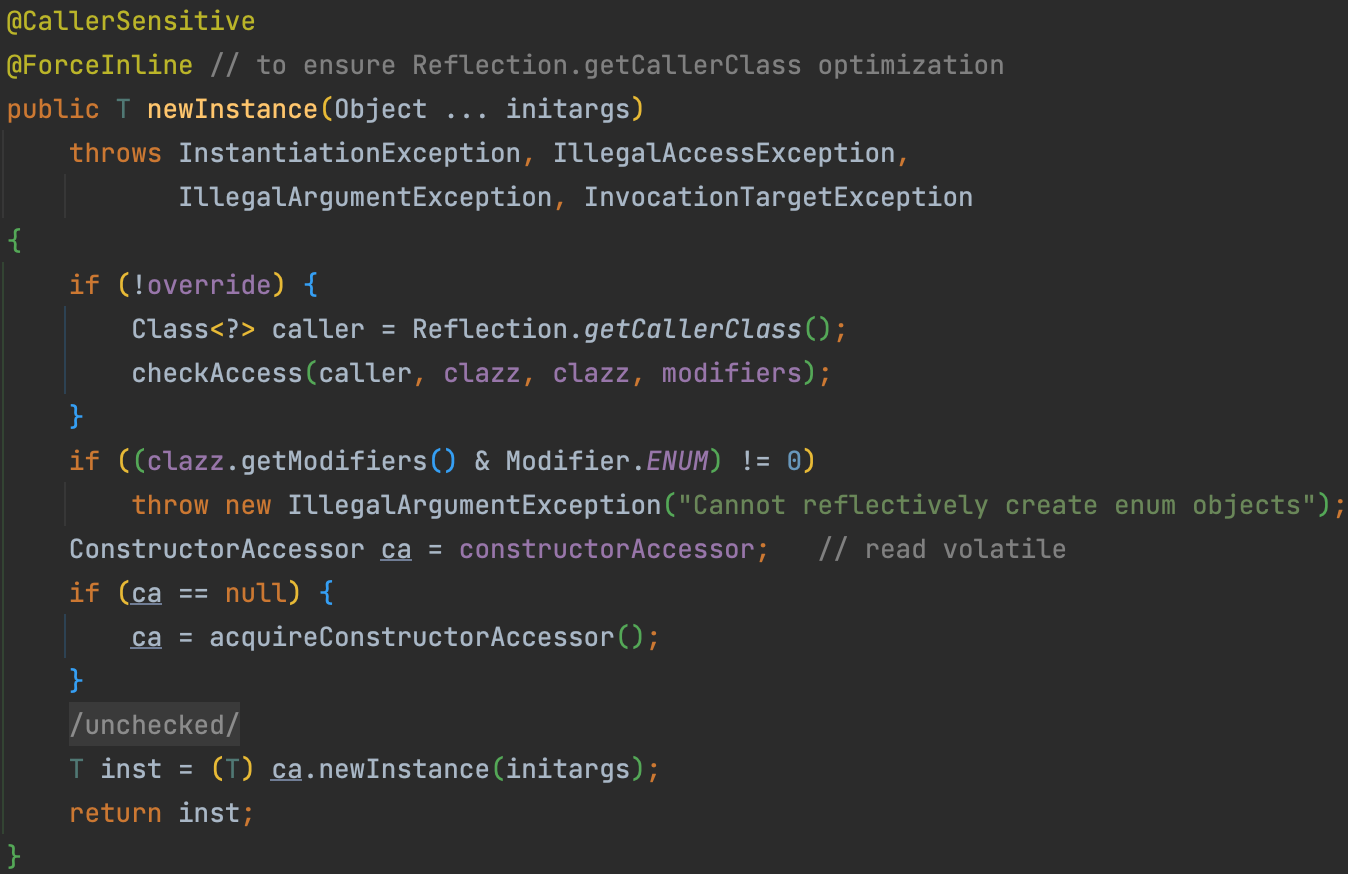 @CallerSensitive
@ForceInline // to ensure Reflection.getCallerClass optimization
public T newInstance(Object ... initargs)
    throws InstantiationException, IllegalAccessException,
           IllegalArgumentException, InvocationTargetException
{
    if (!override) {
        Class<?> caller = Reflection.getCallerClass();
        checkAccess(caller, clazz, clazz, modifiers);
    }
    if ((clazz.getModifiers() & Modifier.ENUM) != 0)
        throw new IllegalArgumentException("Cannot reflectively create enum objects");
    ConstructorAccessor ca = constructorAccessor;   // read volatile
    if (ca == null) {
        ca = acquireConstructorAccessor();
    }
    /unchecked/
    T inst = (T) ca.newInstance(initargs);
    return inst;
}